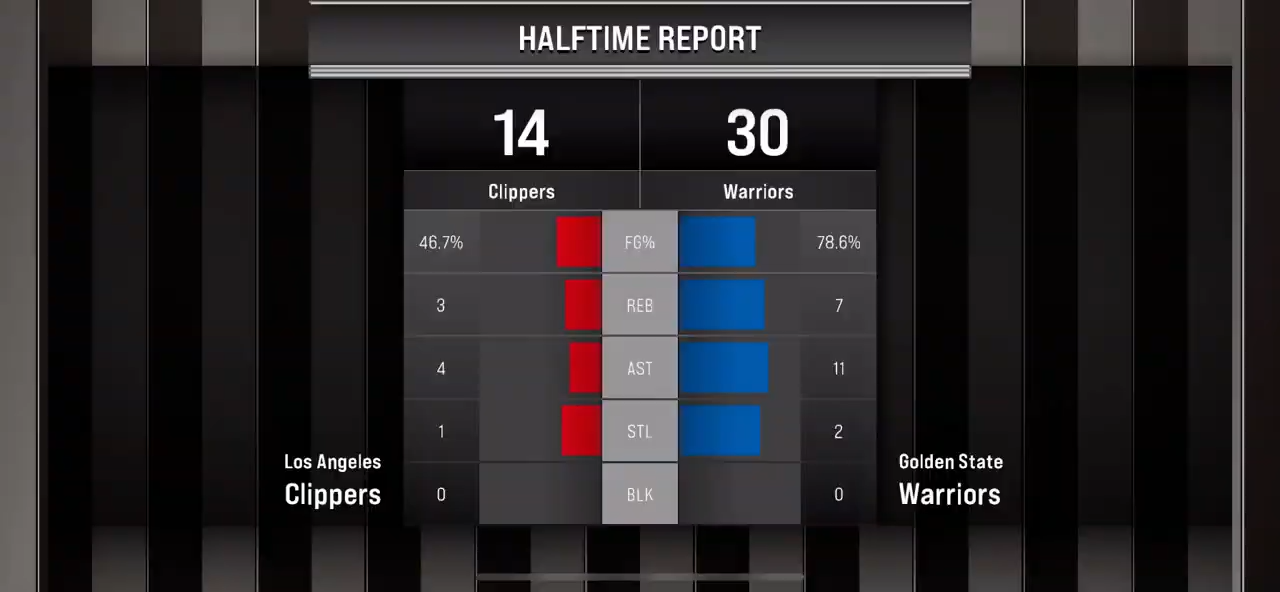 HALFTIME REPORT
14 30
Clippers Warriors
46.7% FG% 78.6%
3 REB 7
4 AST 11
1 STL 2
0 BLK 0
Los Angeles
Clippers
Golden State
Warriors